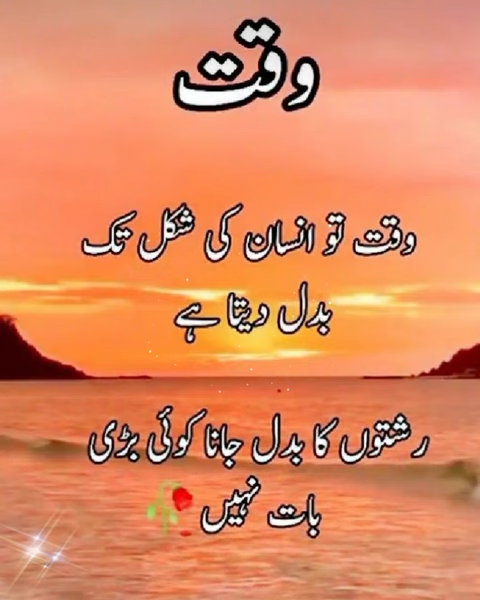 وقت
وقت تو انسان کی شکل تک
بدل دیتا ہے
رشتوں کا بدل جانا کوئی بڑی
بات نہیں 🥀